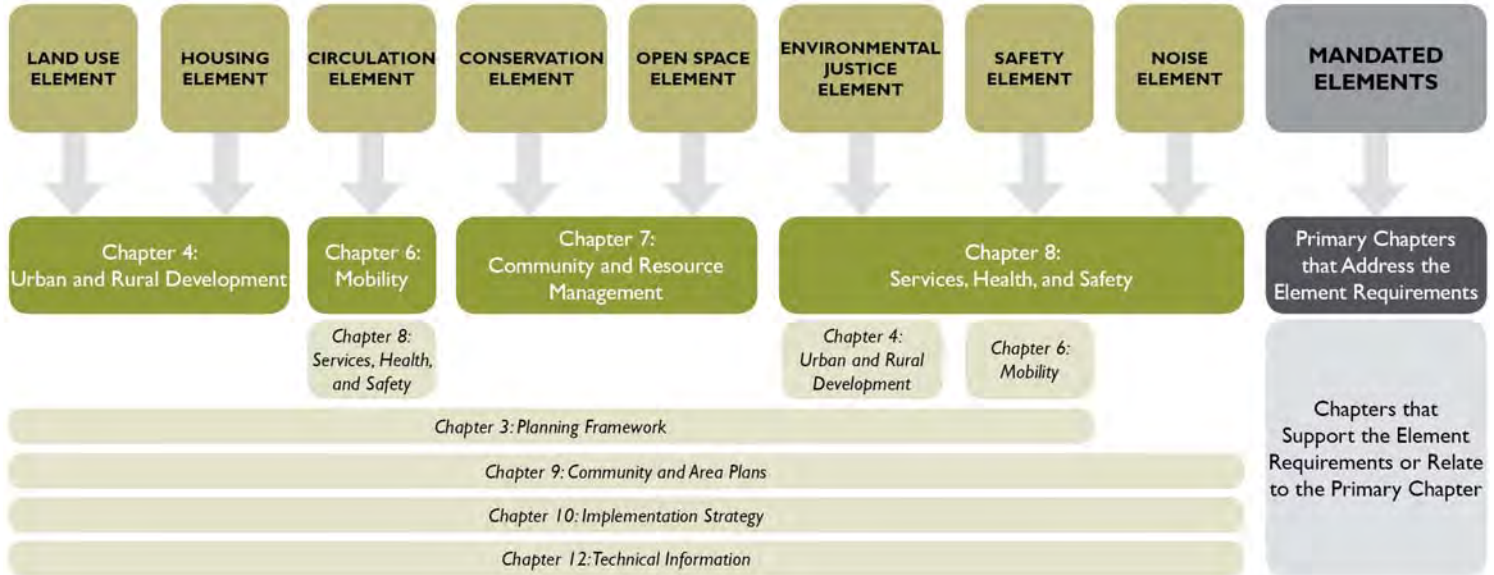 LAND USE
ELEMENT
HOUSING
ELEMENT
CIRCULATION
ELEMENT
CONSERVATION
ELEMENT
OPEN SPACE
ELEMENT
ENVIRONMENTAL
JUSTICE
ELEMENT
SAFETY
ELEMENT
NOISE
ELEMENT
MANDATED
ELEMENTS
Chapter 4:
Urban and Rural Development
Chapter 6:
Mobility
Chapter 7:
Community and Resource
Management
Chapter 8:
Services, Health, and Safety
Primary Chapters
that Address the
Element Requirements
Chapter 8:
Services, Health,
and Safety
Chapter 4:
Urban and Rural
Development
Chapter 6:
Mobility
Chapter 3: Planning Framework
Chapter 9: Community and Area Plans
Chapter 10: Implementation Strategy
Chapter 12: Technical Information
Chapters that
Support the Element
Requirements or Relate
to the Primary Chapter